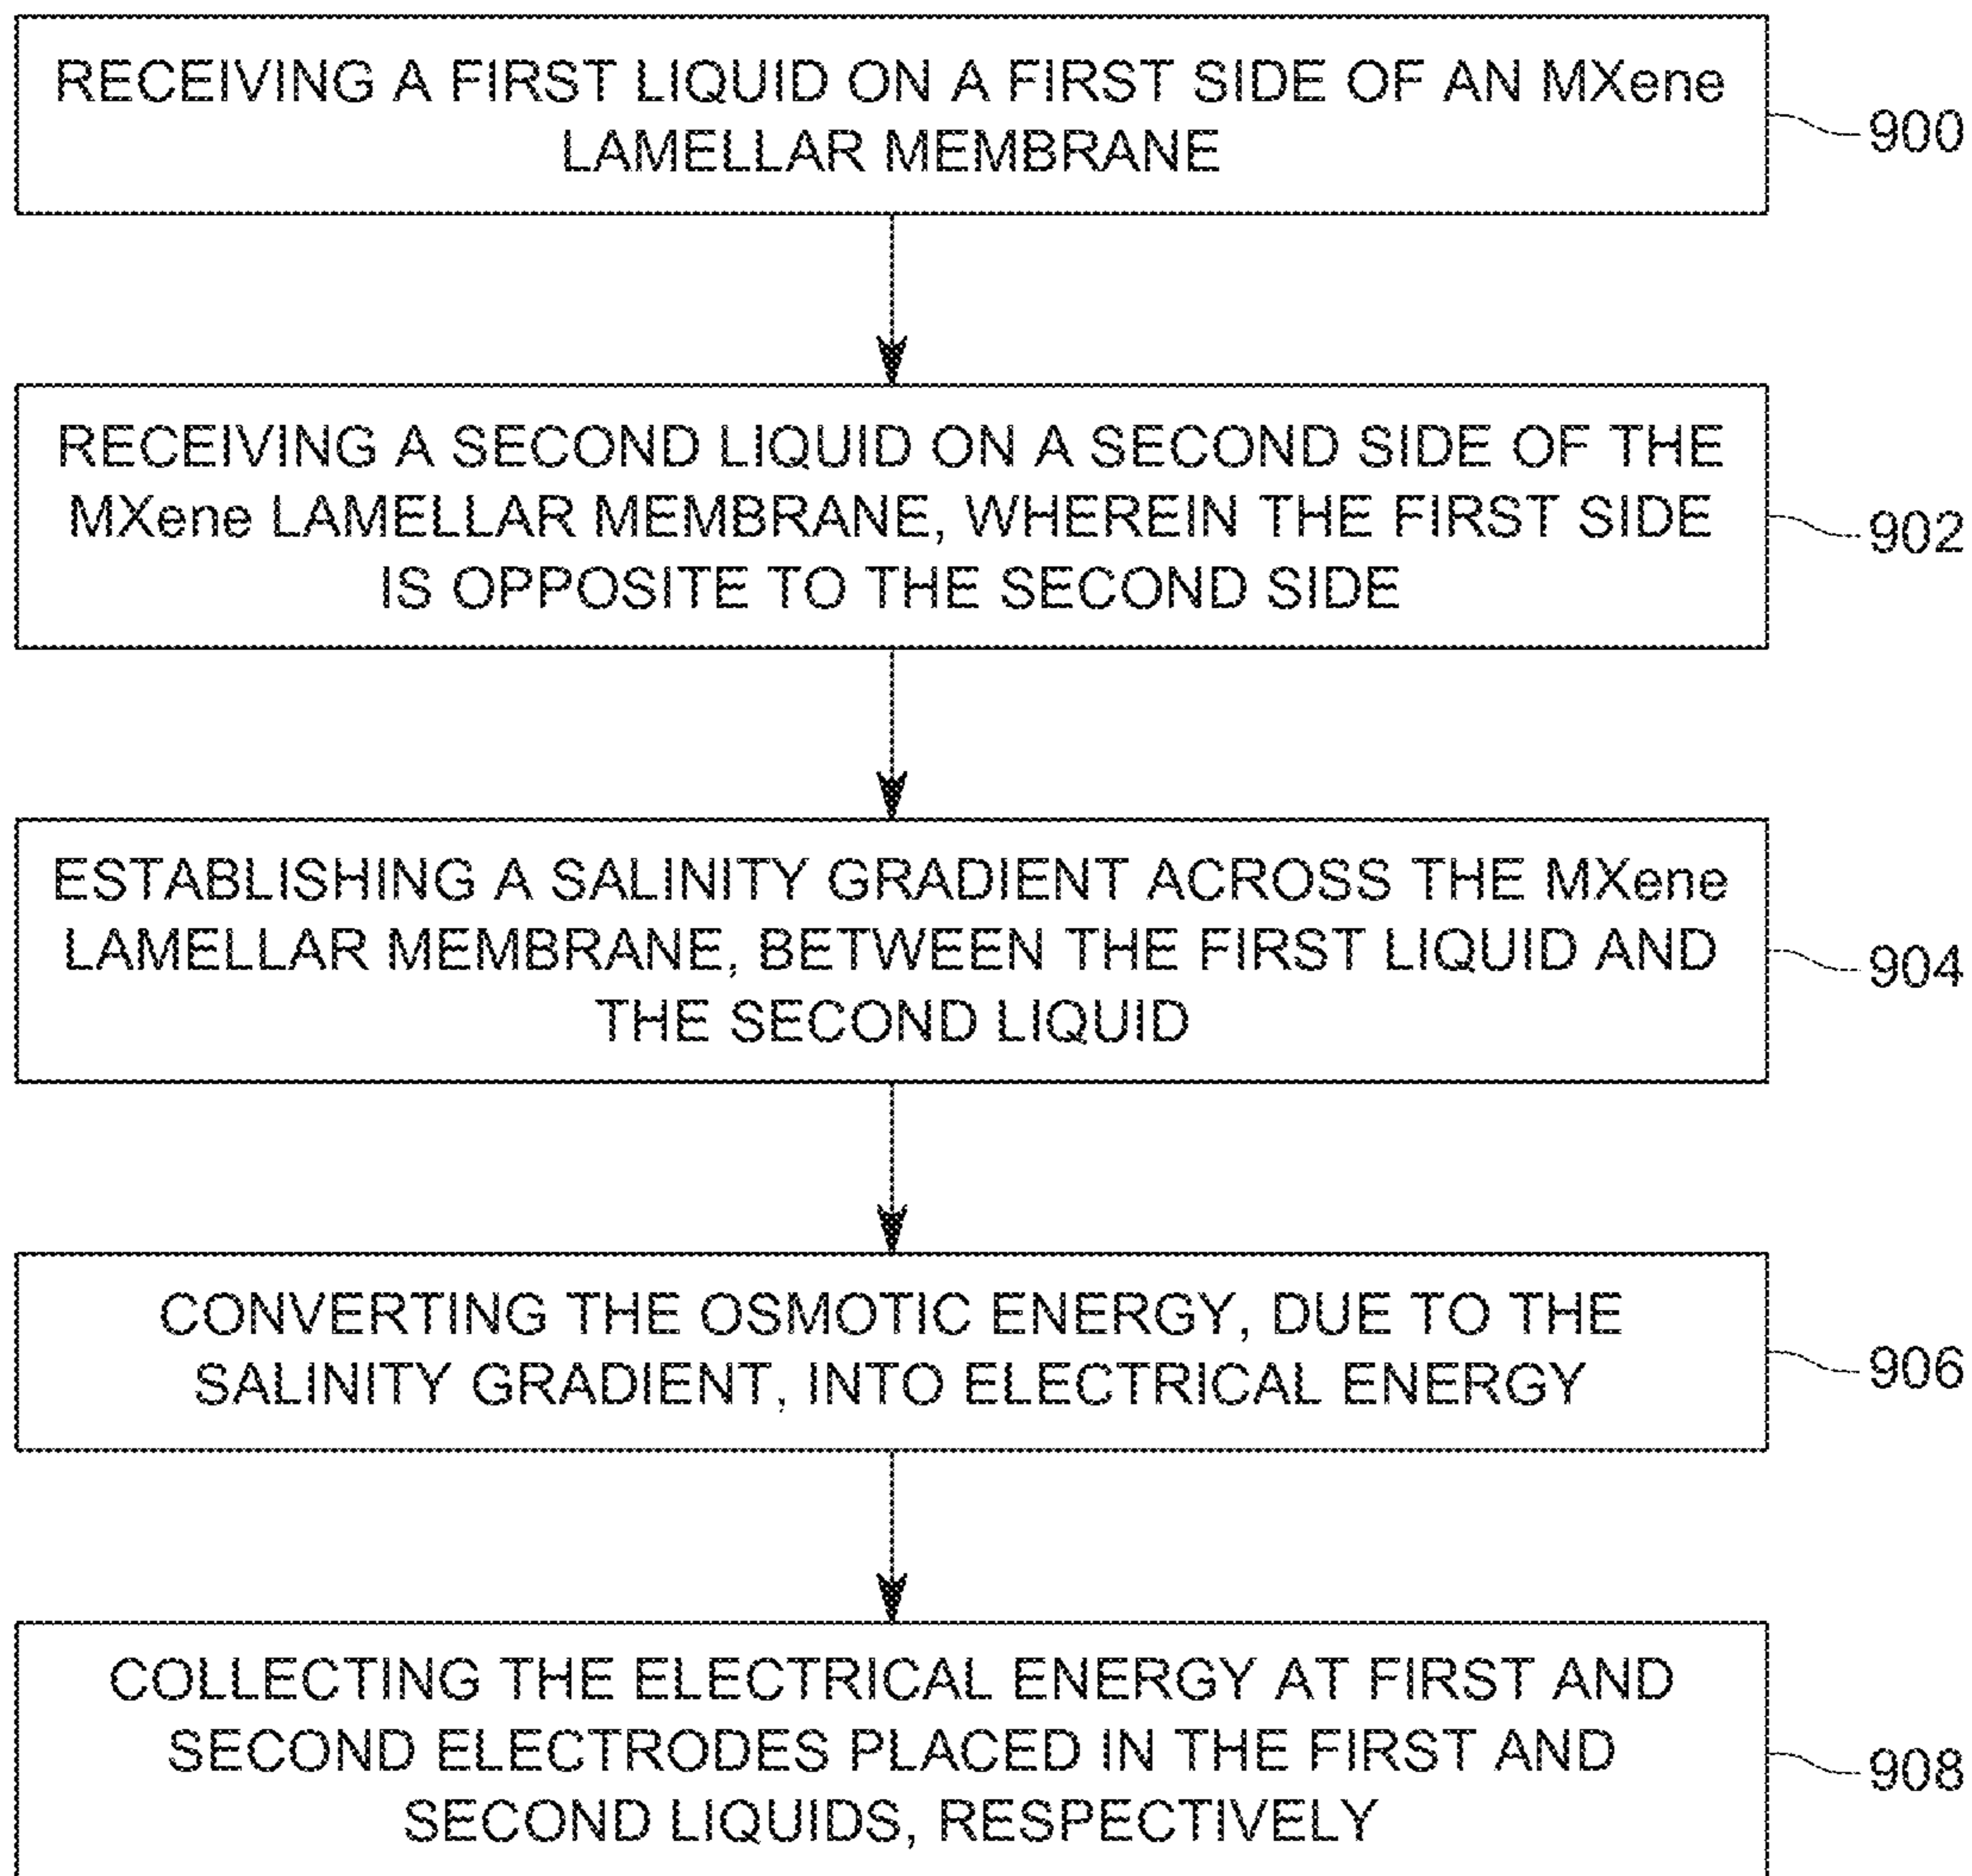 RECEIVING A FIRST LIQUID ON A FIRST SIDE OF AN MXene
LAMELLAR MEMBRANE
900
RECEIVING A SECOND LIQUID ON A SECOND SIDE OF THE
MXene LAMELLAR MEMBRANE, WHEREIN THE FIRST SIDE
IS OPPOSITE TO THE SECOND SIDE
902
ESTABLISHING A SALINITY GRADIENT ACROSS THE MXene
LAMELLAR MEMBRANE, BETWEEN THE FIRST LIQUID AND
THE SECOND LIQUID
904
CONVERTING THE OSMOTIC ENERGY, DUE TO THE
SALINITY GRADIENT, INTO ELECTRICAL ENERGY
906
COLLECTING THE ELECTRICAL ENERGY AT FIRST AND
SECOND ELECTRODES PLACED IN THE FIRST AND
SECOND LIQUIDS, RESPECTIVELY
908